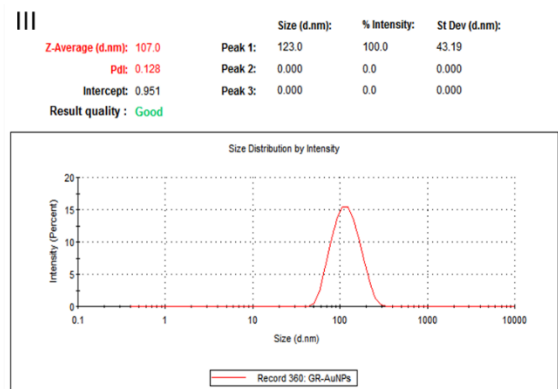 III
Size (d.nm): % Intensity: St Dev (d.nm):
Z-Average (d.nm): 107.0 Peak 1: 123.0 100.0 43.19
PdI: 0.128 Peak 2: 0.000 0.0 0.000
Intercept: 0.951 Peak 3: 0.000 0.0 0.000
Result quality : Good
Size Distribution by Intensity
20
15
10
5
0
Intensity (Percent)
0.1 1 10 100 1000 10000
Size (d.nm)
Record 360: GR-AuNPs